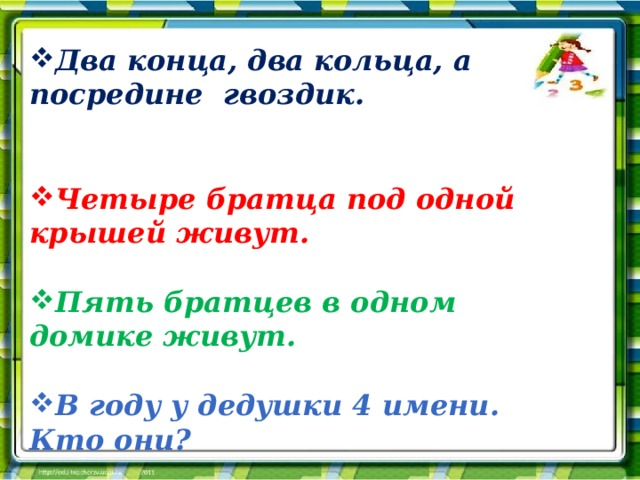 ❖Два конца, два кольца, а
посредине гвоздик.
❖Четыре братца под одной
крышей живут.
❖Пять братцев в одном
домике живут.
❖В году у дедушки 4 имени.
Кто они?
2011